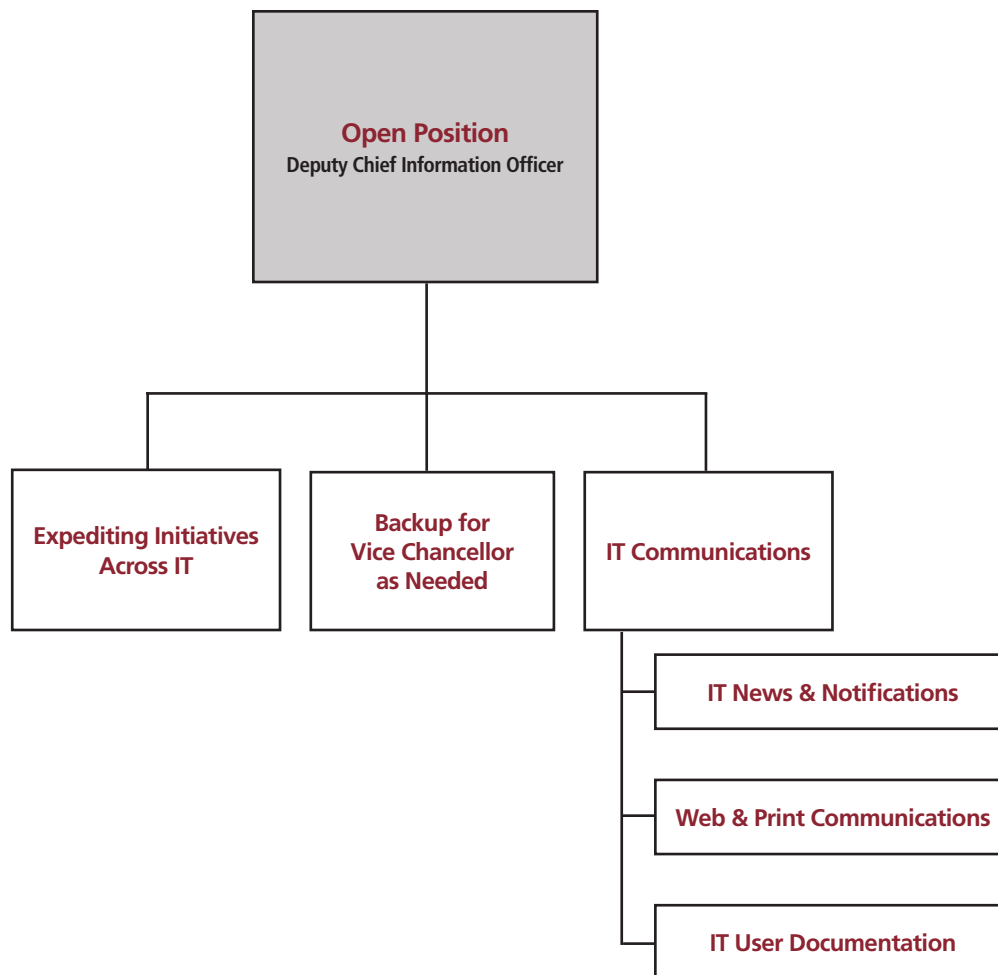 Open Position
Deputy Chief Information Officer
Expediting Initiatives
Across IT
Backup for
Vice Chancellor
as Needed
IT Communications
IT News & Notifications
Web & Print Communications
IT User Documentation